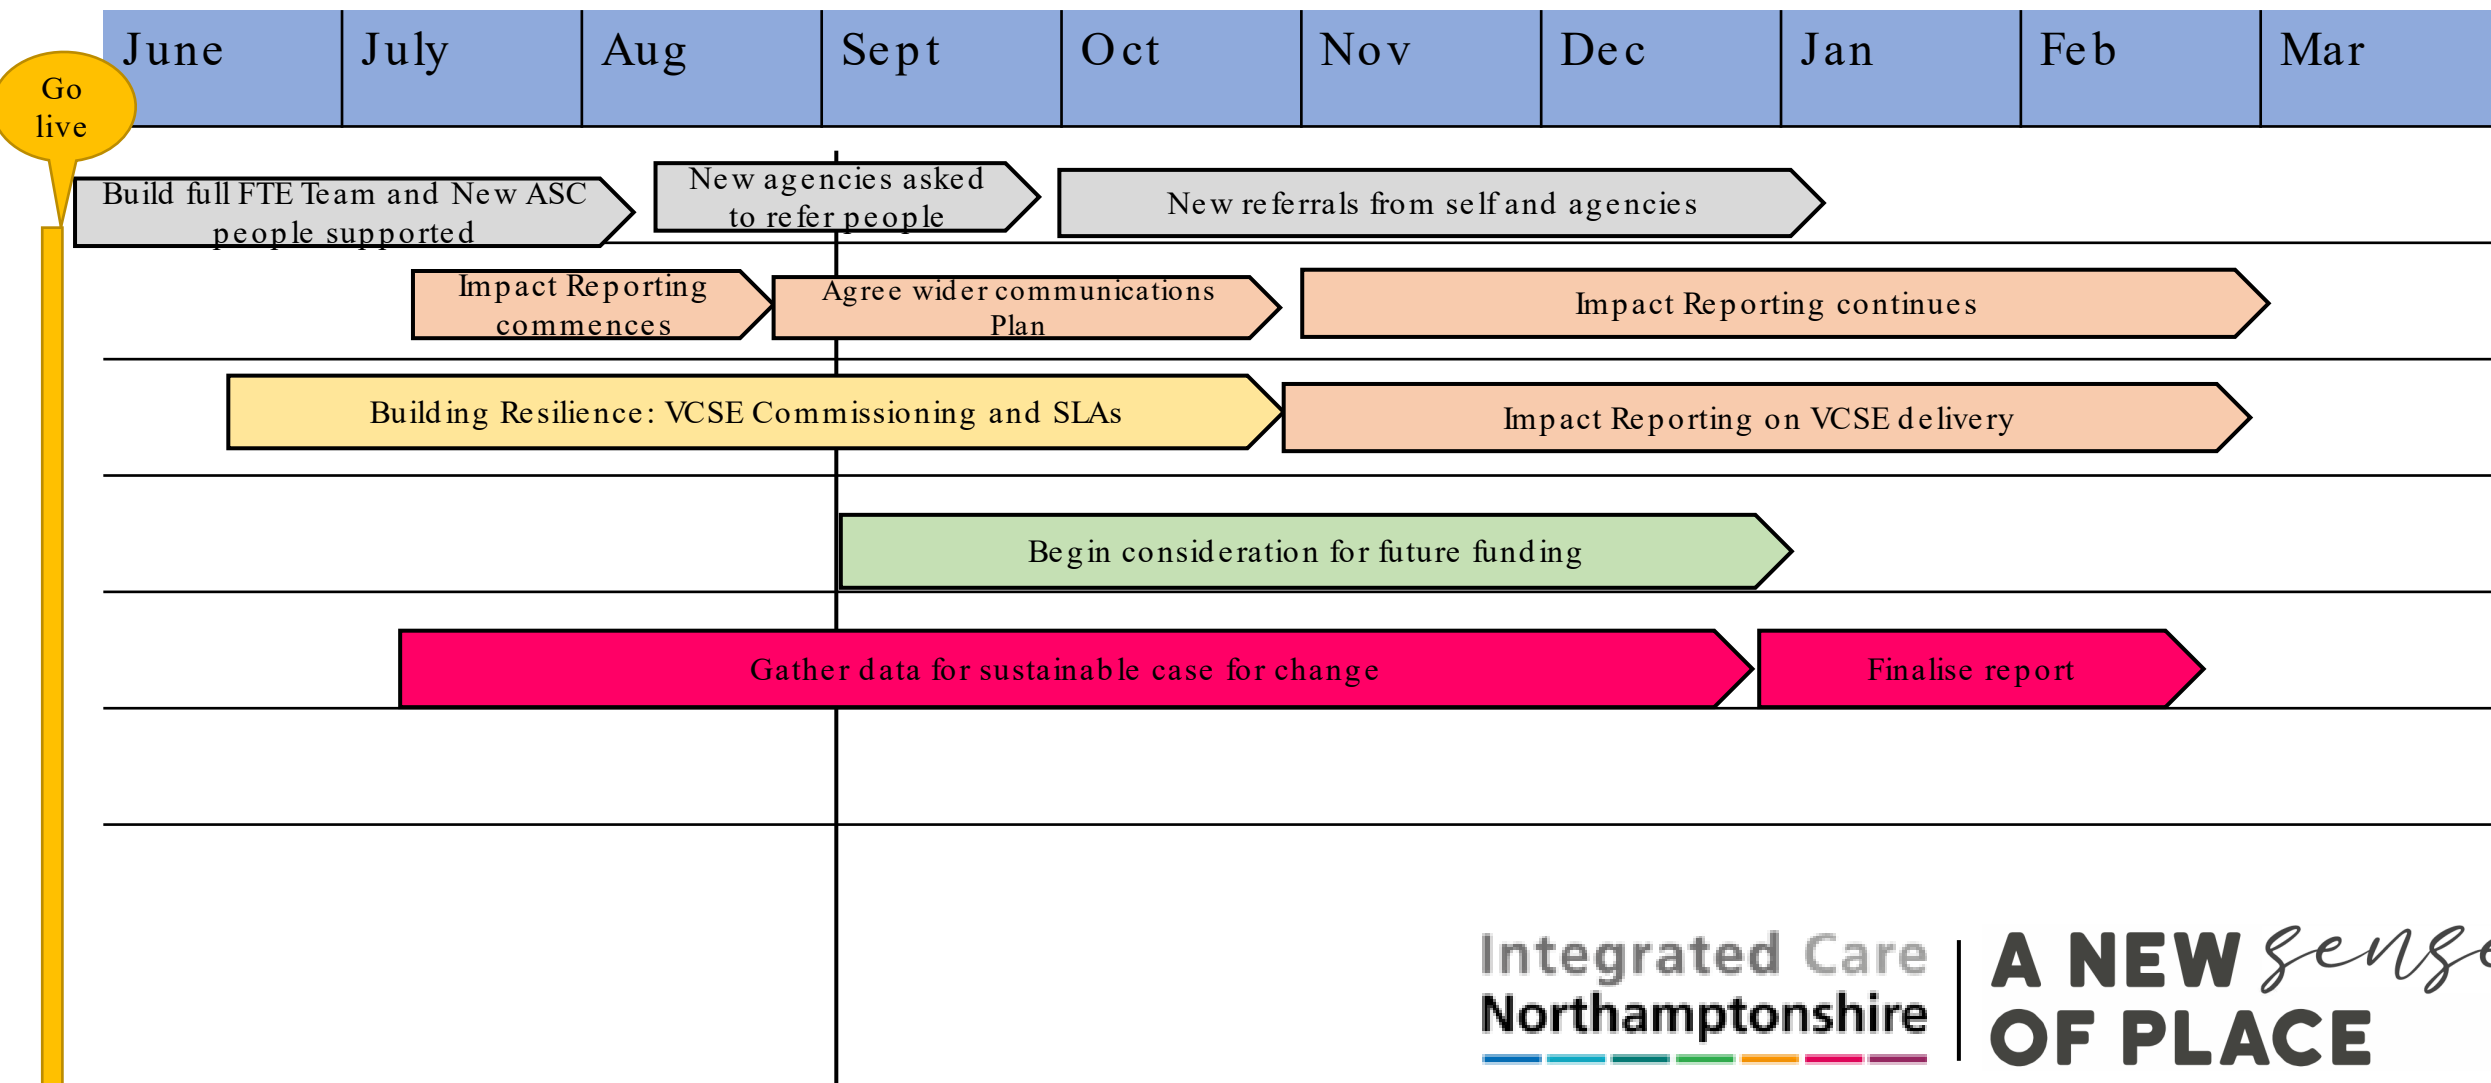 June July Aug Sept Oct Nov Dec Jan Feb Mar
Go
live
Build full FTE Team and New ASC
people supported
New agencies asked
to refer people
New referrals from self and agencies
Impact Reporting
commences
Agree wider communications
Plan
Impact Reporting continues
Building Resilience: VCSE Commissioning and SLAs
Impact Reporting on VCSE delivery
Begin consideration for future funding
Gather data for sustainable case for change
Finalise report
Integrated Care
Northamptonshire
A NEW sense
OF PLACE